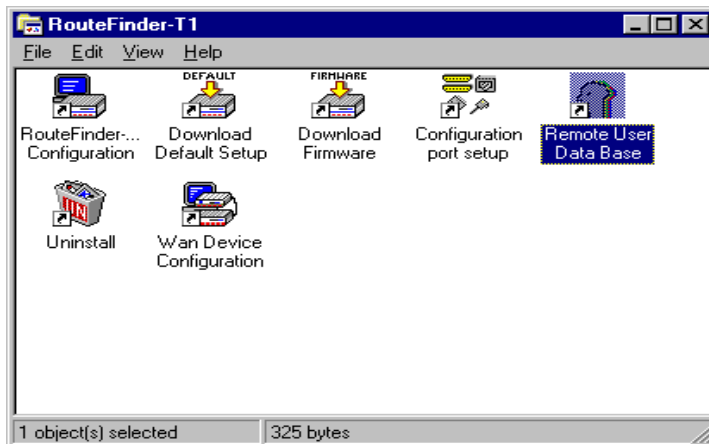 RouteFinder-T1
File Edit View Help
DEFAULT FIRMWARE
RouteFinder-... Download Download Configuration Remote User
Configuration Default Setup Firmware port setup Data Base
UN
Uninstall Wan Device
Configuration
1 object(s) selected 325 bytes